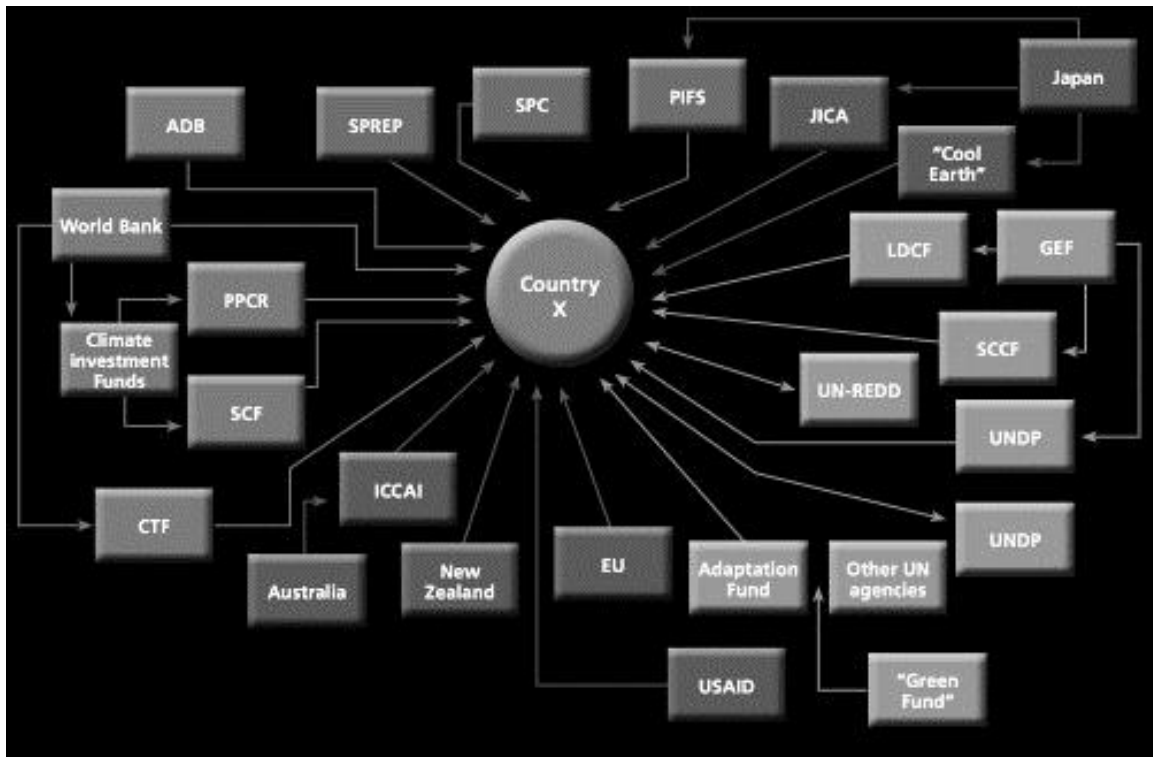 Japan
PIFS
SPC
JICA
ADB
SPREP
"Cool
Earth"
World Bank
LDCF
GEF
Country
X
PPCR
Climate
investment
Funds
SCCF
UN-REDD
SCF
UNDP
ICCAI
CTF
UNDP
EU
Adaptation
Fund
Other UN
agencies
New
Zealand
Australia
USAID
"Green
Fund"